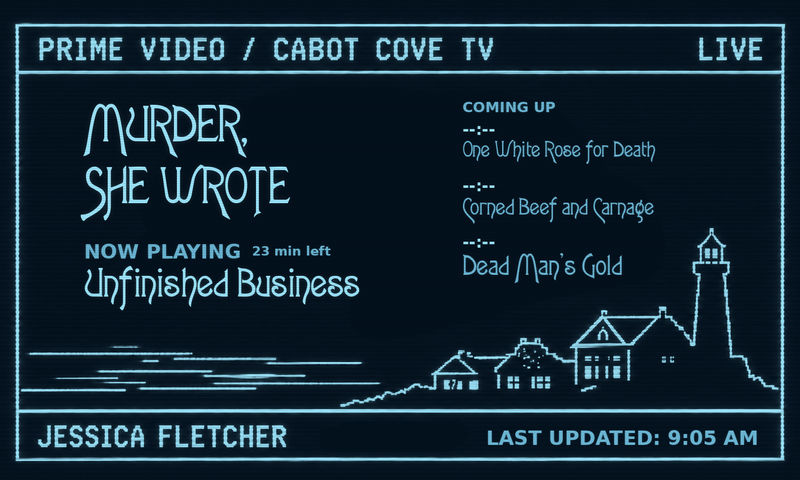 PRIME VIDEO / CABOT COVE TV
LIVE
MURDER,
SHE WROTE
NOW PLAYING 23 min left
Unfinished Business
COMING UP
--:--
One White Rose for Death
--:--
Corned Beef and Carnage
--:--
Dead Man's Gold
JESSICA FLETCHER
LAST UPDATED: 9:05 AM